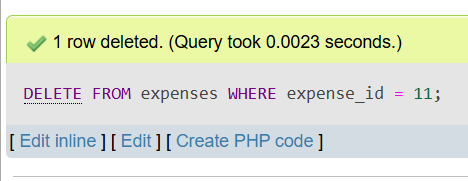 1 row deleted. (Query took 0.0023 seconds.)
DELETE FROM expenses WHERE expense_id = 11;
[ Edit inline ] [ Edit ] [ Create PHP code ]